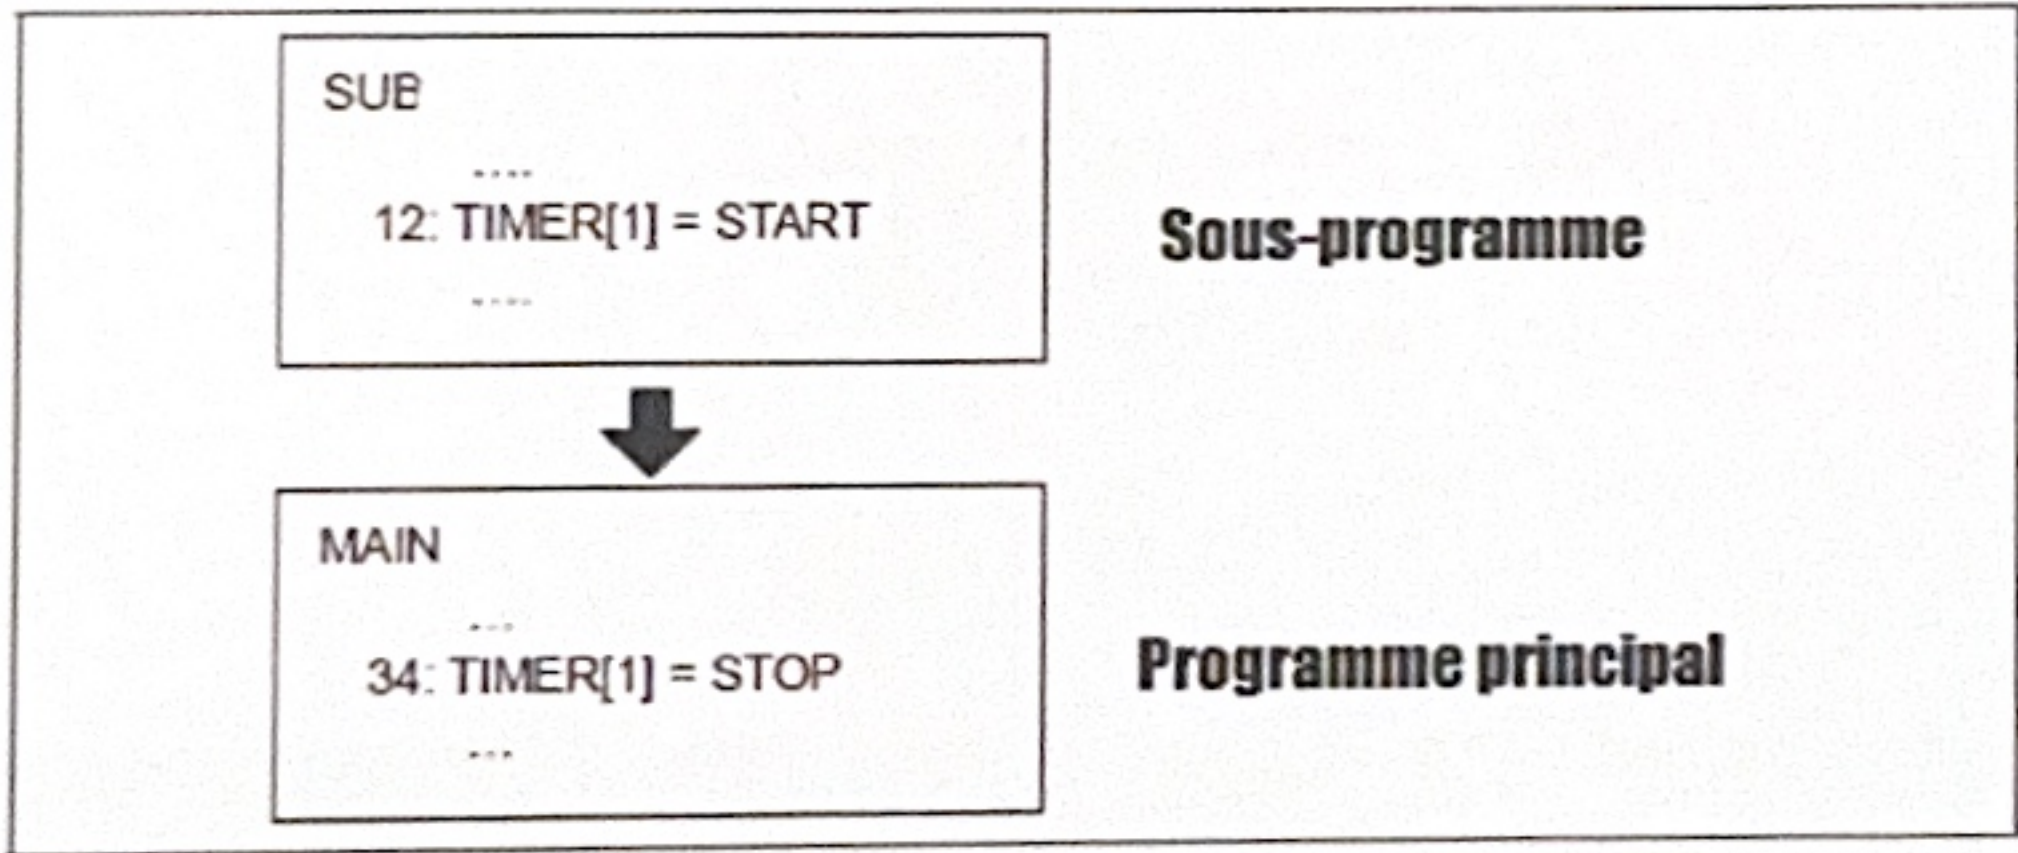 SUB
....
12: TIMER[1] = START
Sous-programme
....
MAIN
...
34: TIMER[1] = STOP
Programme principal
...